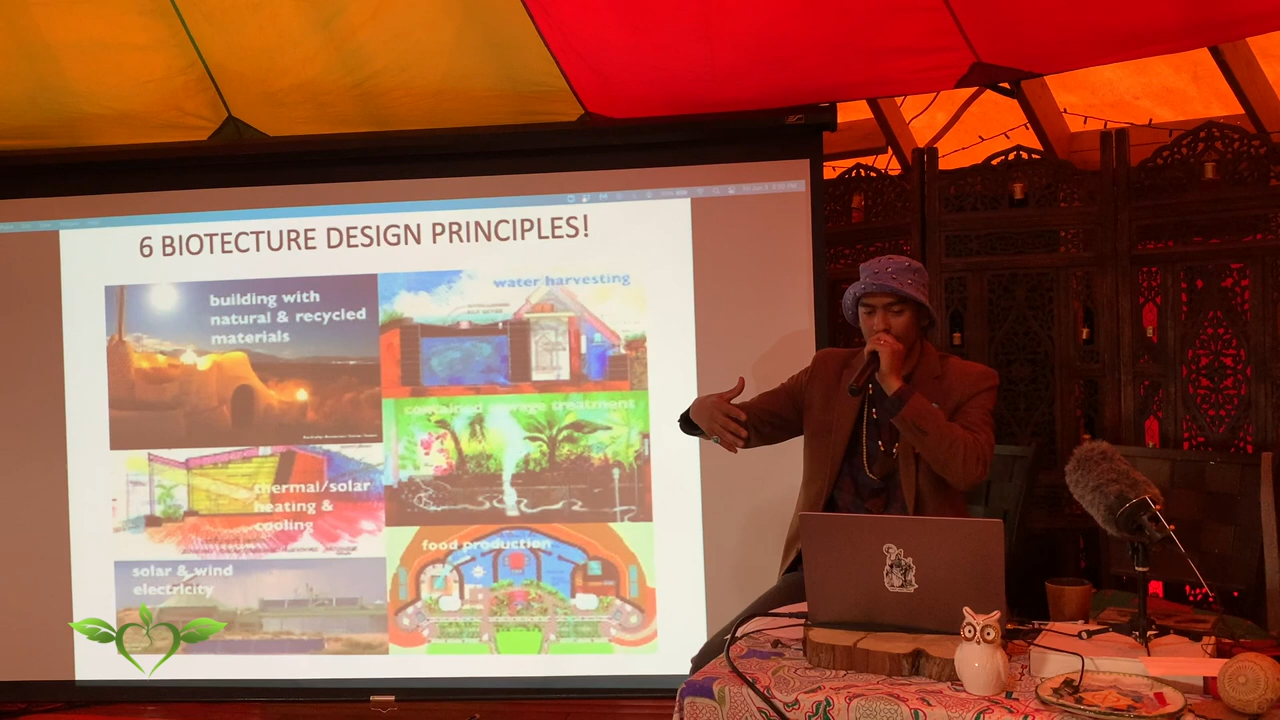 6 BIOTECTURE DESIGN PRINCIPLES!
building with
natural & recycled
materials
water harvesting
contained sewage treatment
thermal/solar
heating &
cooling
food production
solar & wind
electricity